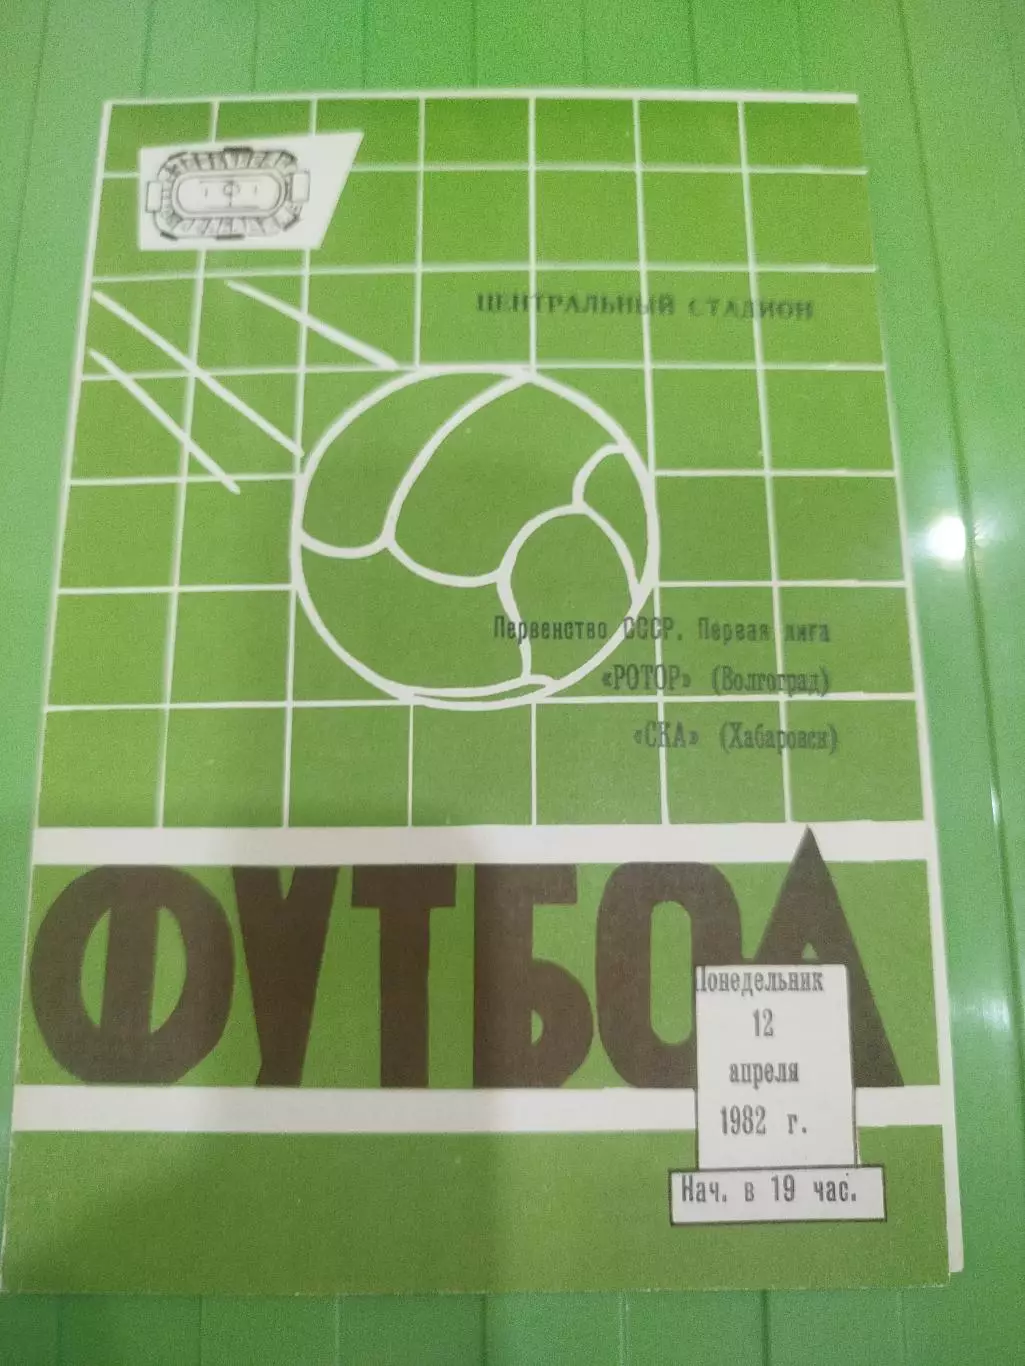 ЦЕНТРАЛЬНЫЙ СТАДИОН
Первенство СССР. Первая лига
«РОТОР» (Волгоград)
«СКА» (Хабаровск)
ФУТБОЛ
Понедельник
12
апреля
1982 г.
Нач. в 19 час.